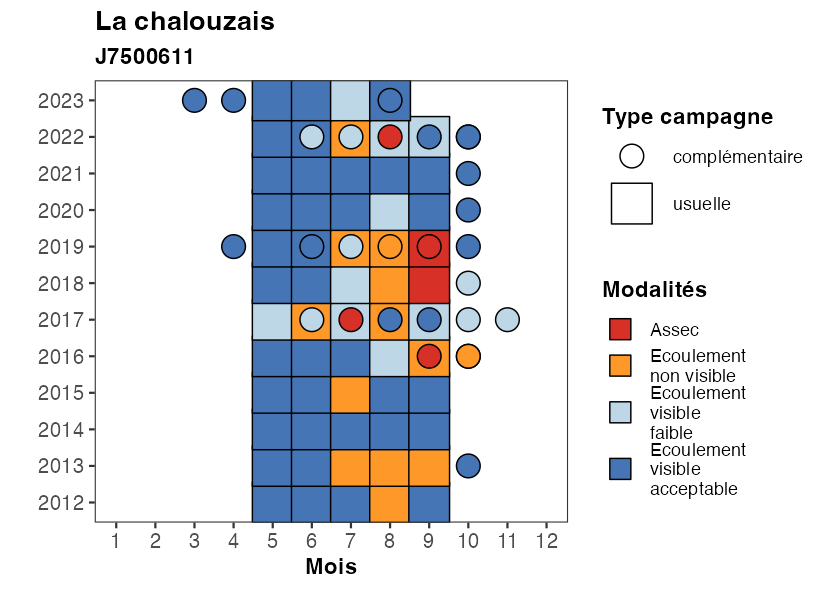 La chalouzais
J7500611
2023
2022
2021
2020
2019
2018
2017
2016
2015
2014
2013
2012
1 2 3 4 5 6 7 8 9 10 11 12
Mois
Type campagne
complémentaire
usuelle
Modalités
Assec
Ecoulement
non visible
Ecoulement
visible
faible
Ecoulement
visible
acceptable